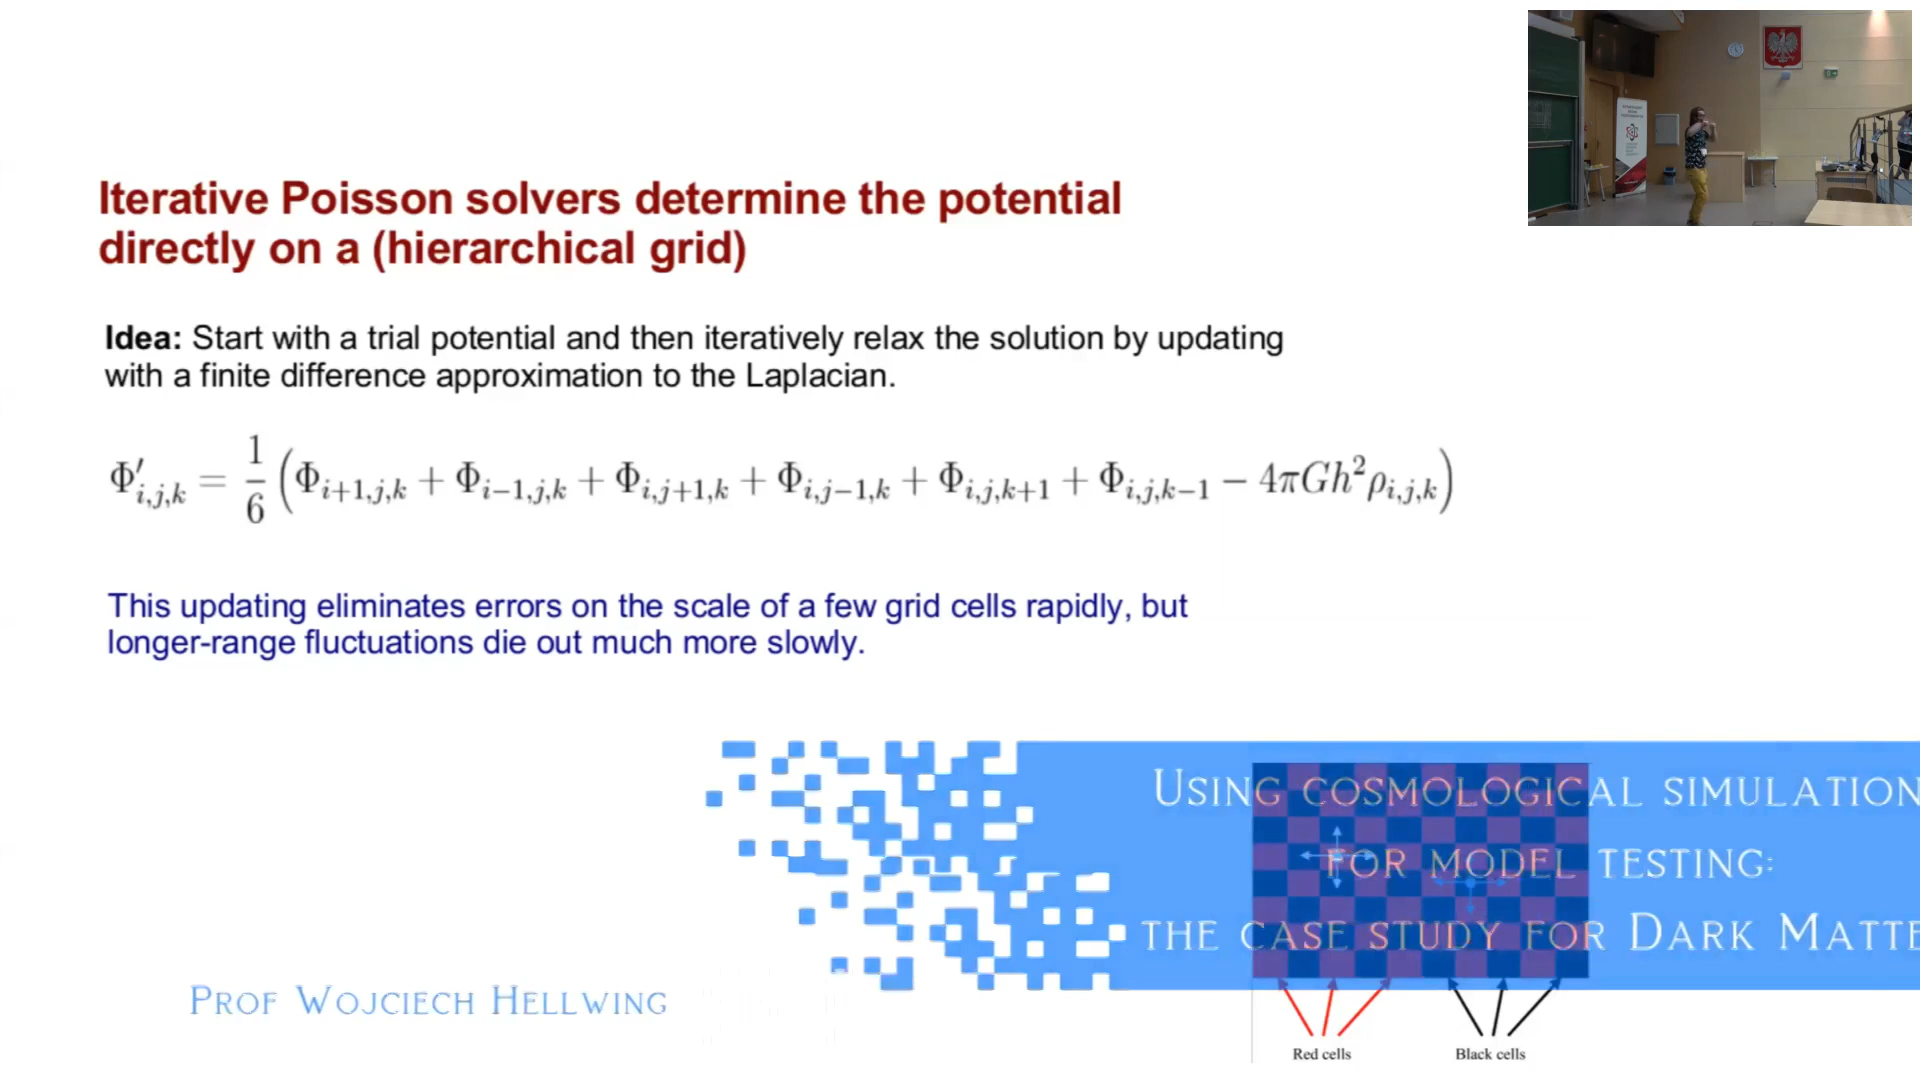 Iterative Poisson solvers determine the potential
directly on a (hierarchical grid)
Idea: Start with a trial potential and then iteratively relax the solution by updating
with a finite difference approximation to the Laplacian.
Φ′i,j,k = 1/6 (Φi+1,j,k + Φi−1,j,k + Φi,j+1,k + Φi,j−1,k + Φi,j,k+1 + Φi,j,k−1 − 4πGh²ρi,j,k)
This updating eliminates errors on the scale of a few grid cells rapidly, but
longer-range fluctuations die out much more slowly.
USING COSMOLOGICAL SIMULATION
FOR MODEL TESTING:
THE CASE STUDY FOR DARK MATTE
PROF WOJCIECH HELLWING
Red cells
Black cells